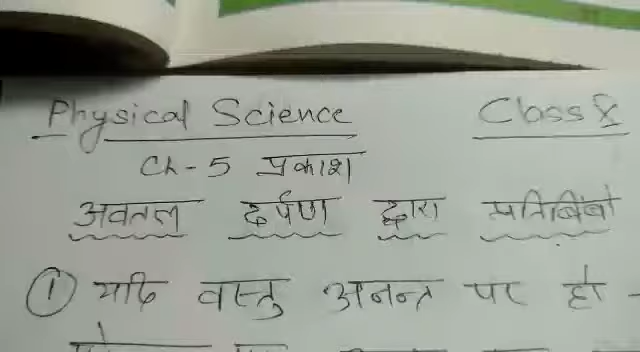 Physical Science Class X
Ch-5 प्रकाश
अवतल दर्पण द्वारा प्रतिबिंबो
① यदि वस्तु अनन्त पर हो -